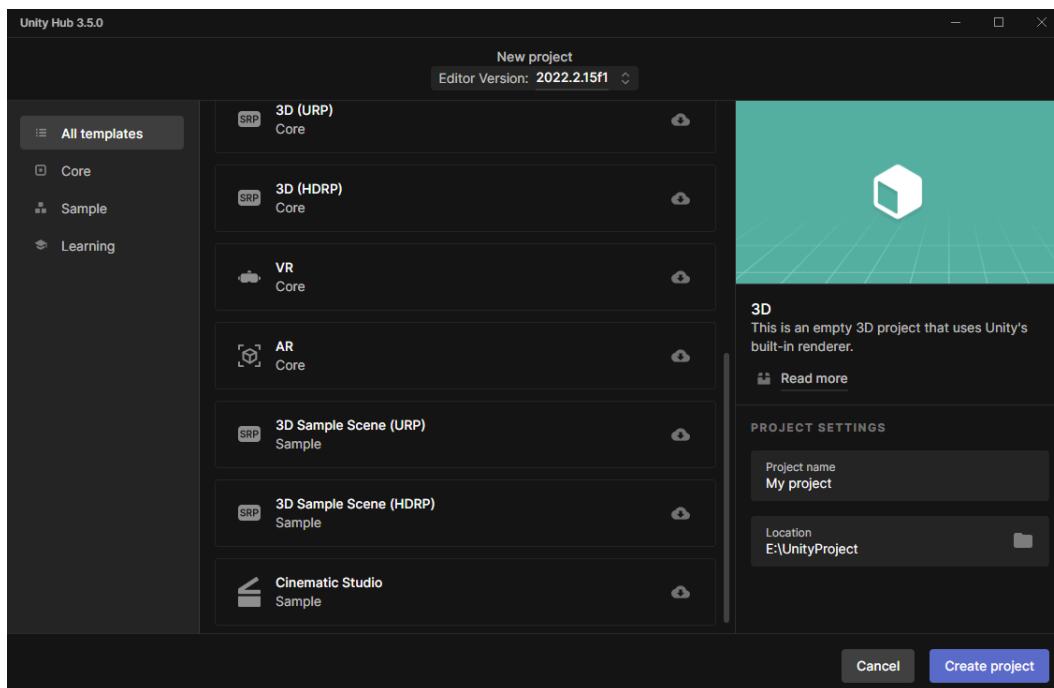 Unity Hub 3.5.0
New project
Editor Version: 2022.2.15f1
All templates
Core
Sample
Learning
SRP
3D (URP)
Core
SRP
3D (HDRP)
Core
VR
Core
AR
Core
SRP
3D Sample Scene (URP)
Sample
SRP
3D Sample Scene (HDRP)
Sample
Cinematic Studio
Sample
3D
This is an empty 3D project that uses Unity's
built-in renderer.
Read more
PROJECT SETTINGS
Project name
My project
Location
E:\UnityProject
Cancel
Create project